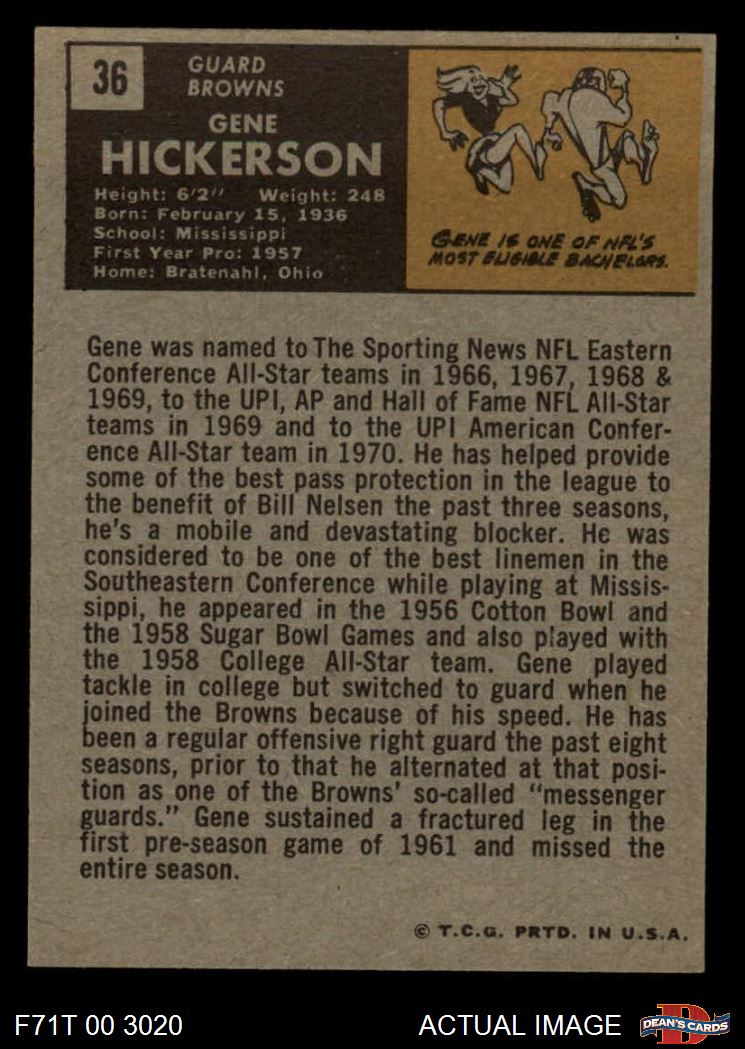 36
GUARD
BROWNS
GENE
HICKERSON
Height: 6'2" Weight: 248
Born: February 15, 1936
School: Mississippi
First Year Pro: 1957
Home: Bratenahl, Ohio
GENE IS ONE OF NFL'S
MOST ELIGIBLE BACHELORS.
Gene was named to The Sporting News NFL Eastern
Conference All-Star teams in 1966, 1967, 1968 &
1969, to the UPI, AP and Hall of Fame NFL All-Star
teams in 1969 and to the UPI American Confer-
ence All-Star team in 1970. He has helped provide
some of the best pass protection in the league to
the benefit of Bill Nelsen the past three seasons,
he's a mobile and devastating blocker. He was
considered to be one of the best linemen in the
Southeastern Conference while playing at Missis-
sippi, he appeared in the 1956 Cotton Bowl and
the 1958 Sugar Bowl Games and also played with
the 1958 College All-Star team. Gene played
tackle in college but switched to guard when he
joined the Browns because of his speed. He has
been a regular offensive right guard the past eight
seasons, prior to that he alternated at that posi-
tion as one of the Browns' so-called "messenger
guards." Gene sustained a fractured leg in the
first pre-season game of 1961 and missed the
entire season.
© T.C.G. PRTD. IN U.S.A.
F71T 00 3020
ACTUAL IMAGE
D
DEAN'S CARDS